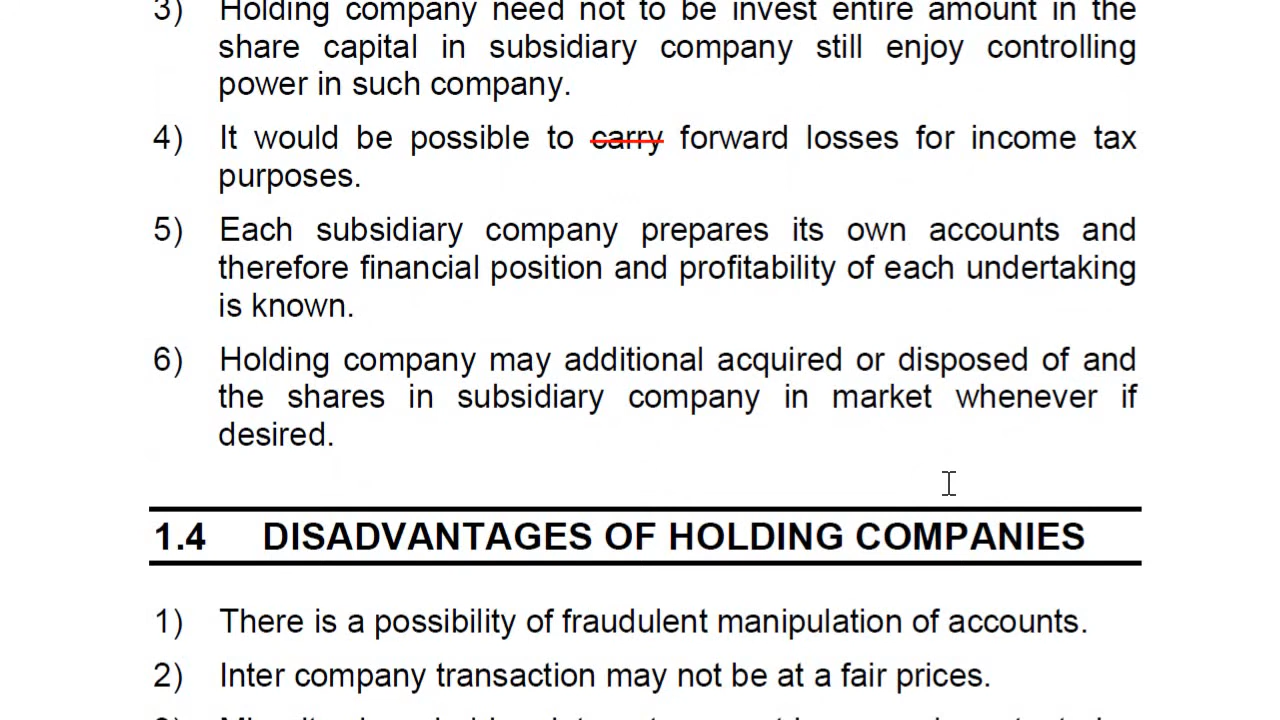 3) Holding company need not to be invest entire amount in the
share capital in subsidiary company still enjoy controlling
power in such company.
4) It would be possible to carry forward losses for income tax
purposes.
5) Each subsidiary company prepares its own accounts and
therefore financial position and profitability of each undertaking
is known.
6) Holding company may additional acquired or disposed of and
the shares in subsidiary company in market whenever if
desired.
1.4 DISADVANTAGES OF HOLDING COMPANIES
1) There is a possibility of fraudulent manipulation of accounts.
2) Inter company transaction may not be at a fair prices.